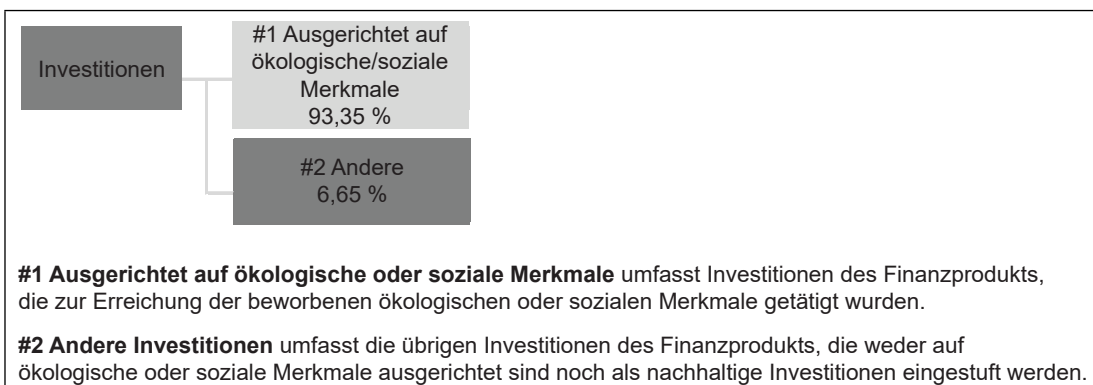 Investitionen
#1 Ausgerichtet auf
ökologische/soziale
Merkmale
93,35 %
#2 Andere
6,65 %
#1 Ausgerichtet auf ökologische oder soziale Merkmale umfasst Investitionen des Finanzprodukts,
die zur Erreichung der beworbenen ökologischen oder sozialen Merkmale getätigt wurden.
#2 Andere Investitionen umfasst die übrigen Investitionen des Finanzprodukts, die weder auf
ökologische oder soziale Merkmale ausgerichtet sind noch als nachhaltige Investitionen eingestuft werden.